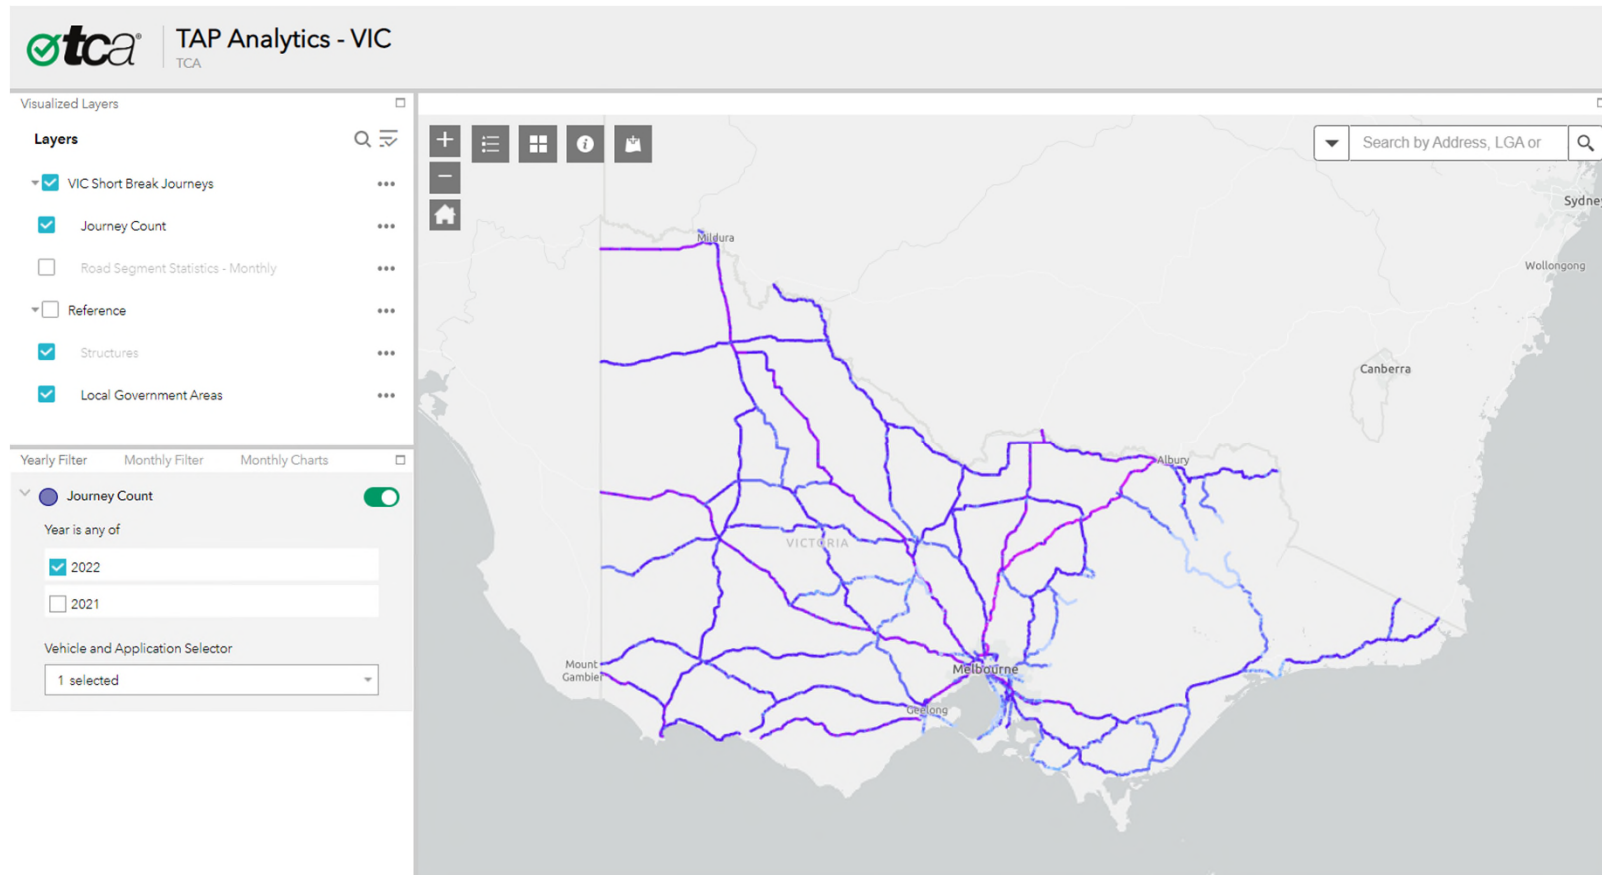 tca®
TAP Analytics - VIC
TCA
Visualized Layers
Layers
VIC Short Break Journeys
Journey Count
Road Segment Statistics - Monthly
Reference
Structures
Local Government Areas
Yearly Filter Monthly Filter Monthly Charts
Journey Count
Year is any of
2022
2021
Vehicle and Application Selector
1 selected
Search by Address, LGA or
Sydney
Mildura
Wollongong
Canberra
Albury
VICTORIA
Mount
Gambier
Melbourne
Geelong